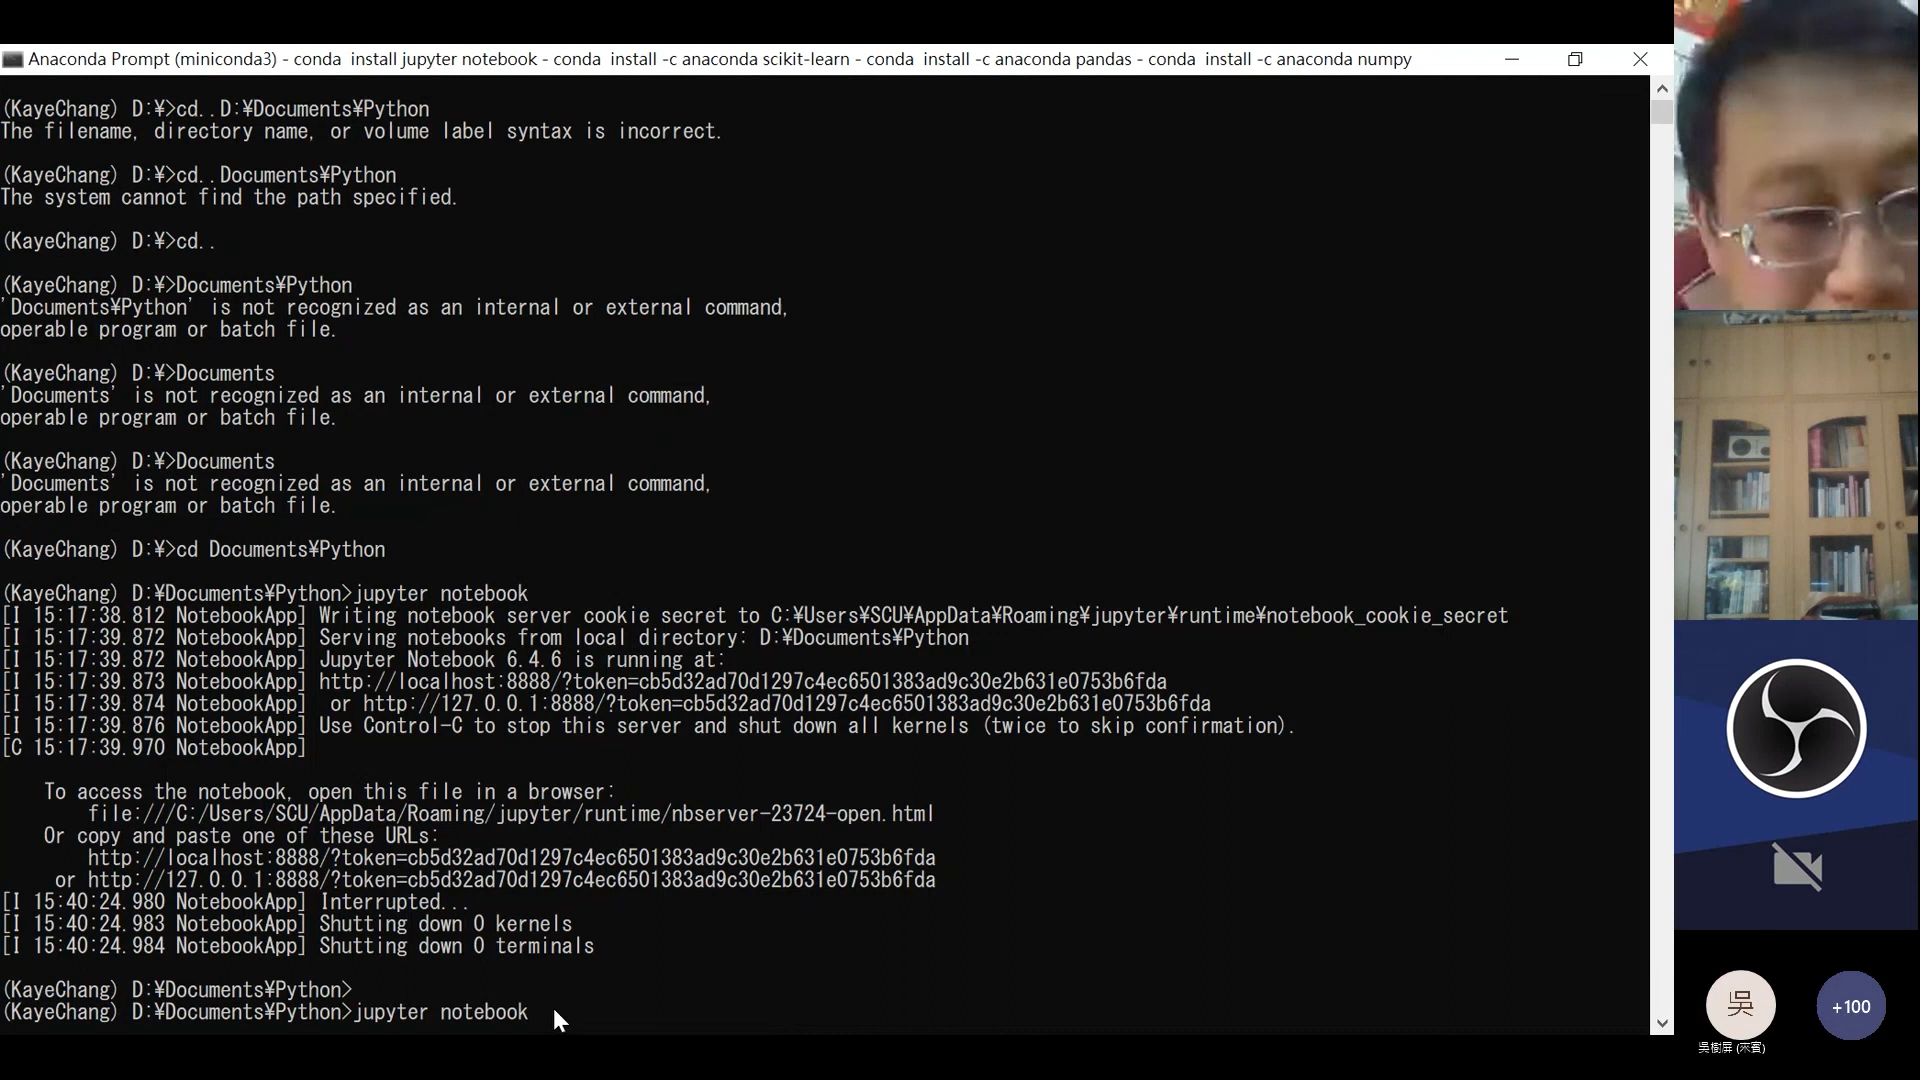 Anaconda Prompt (miniconda3) - conda  install jupyter notebook - conda  install -c anaconda scikit-learn - conda  install -c anaconda pandas - conda  install -c anaconda numpy
(KayeChang) D:¥>cd..D:¥Documents¥Python
The filename, directory name, or volume label syntax is incorrect.
(KayeChang) D:¥>cd..Documents¥Python
The system cannot find the path specified.
(KayeChang) D:¥>cd..
(KayeChang) D:¥>Documents¥Python
'Documents¥Python' is not recognized as an internal or external command,
operable program or batch file.
(KayeChang) D:¥>Documents
'Documents' is not recognized as an internal or external command,
operable program or batch file.
(KayeChang) D:¥>Documents
'Documents' is not recognized as an internal or external command,
operable program or batch file.
(KayeChang) D:¥>cd Documents¥Python
(KayeChang) D:¥Documents¥Python>jupyter notebook
[I 15:17:38.812 NotebookApp] Writing notebook server cookie secret to C:¥Users¥SCU¥AppData¥Roaming¥jupyter¥runtime¥notebook_cookie_secret
[I 15:17:39.872 NotebookApp] Serving notebooks from local directory: D:¥Documents¥Python
[I 15:17:39.872 NotebookApp] Jupyter Notebook 6.4.6 is running at:
[I 15:17:39.873 NotebookApp] http://localhost:8888/?token=cb5d32ad70d1297c4ec6501383ad9c30e2b631e0753b6fda
[I 15:17:39.874 NotebookApp]  or http://127.0.0.1:8888/?token=cb5d32ad70d1297c4ec6501383ad9c30e2b631e0753b6fda
[I 15:17:39.876 NotebookApp] Use Control-C to stop this server and shut down all kernels (twice to skip confirmation).
[C 15:17:39.970 NotebookApp]
To access the notebook, open this file in a browser:
file:///C:/Users/SCU/AppData/Roaming/jupyter/runtime/nbserver-23724-open.html
Or copy and paste one of these URLs:
http://localhost:8888/?token=cb5d32ad70d1297c4ec6501383ad9c30e2b631e0753b6fda
or http://127.0.0.1:8888/?token=cb5d32ad70d1297c4ec6501383ad9c30e2b631e0753b6fda
[I 15:40:24.980 NotebookApp] Interrupted...
[I 15:40:24.983 NotebookApp] Shutting down 0 kernels
[I 15:40:24.984 NotebookApp] Shutting down 0 terminals
(KayeChang) D:¥Documents¥Python>
(KayeChang) D:¥Documents¥Python>jupyter notebook
吳
+100
吳樹屏 (來賓)